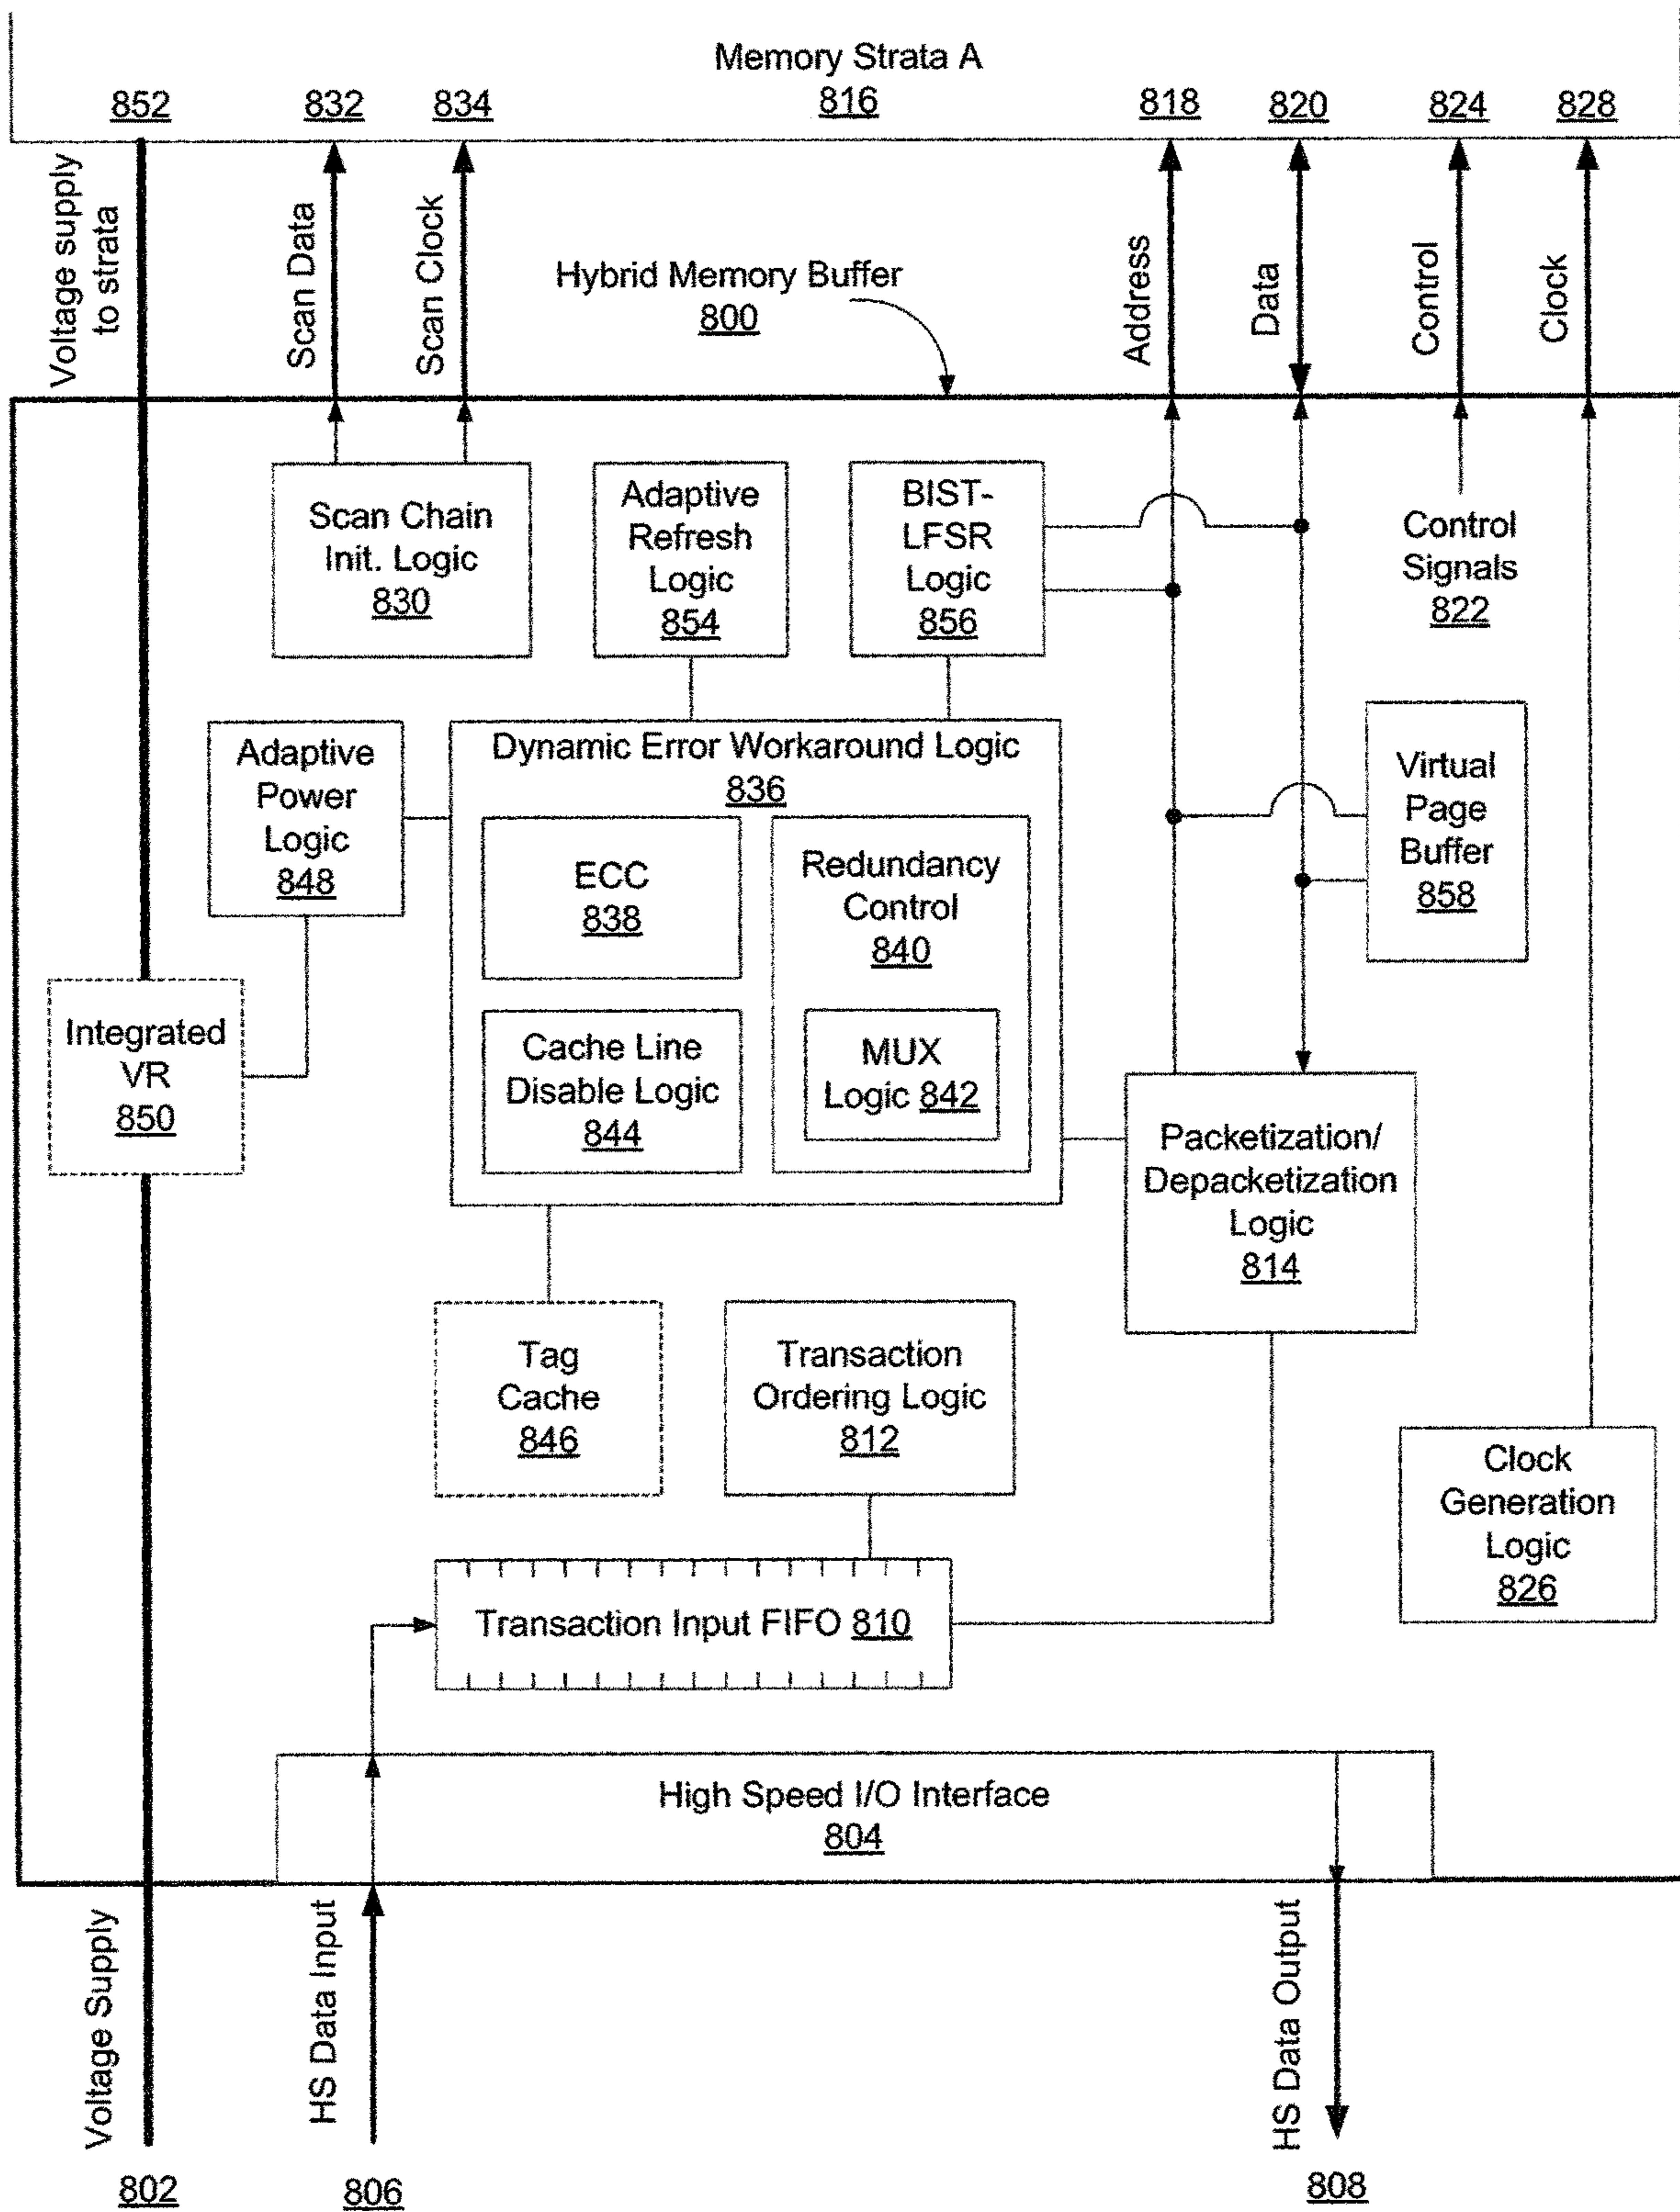 Memory Strata A
816
852
832
834
818
820
824
828
Voltage supply
to strata
Scan Data
Scan Clock
Hybrid Memory Buffer
800
Address
Data
Control
Clock
Scan Chain
Init. Logic
830
Adaptive
Refresh
Logic
854
BIST-
LFSR
Logic
856
Control
Signals
822
Adaptive
Power
Logic
848
Dynamic Error Workaround Logic
836
ECC
838
Redundancy
Control
840
Virtual
Page
Buffer
858
Integrated
VR
850
Cache Line
Disable Logic
844
MUX
Logic 842
Packetization/
Depacketization
Logic
814
Tag
Cache
846
Transaction
Ordering Logic
812
Clock
Generation
Logic
826
Transaction Input FIFO 810
High Speed I/O Interface
804
Voltage Supply
HS Data Input
HS Data Output
802
806
808